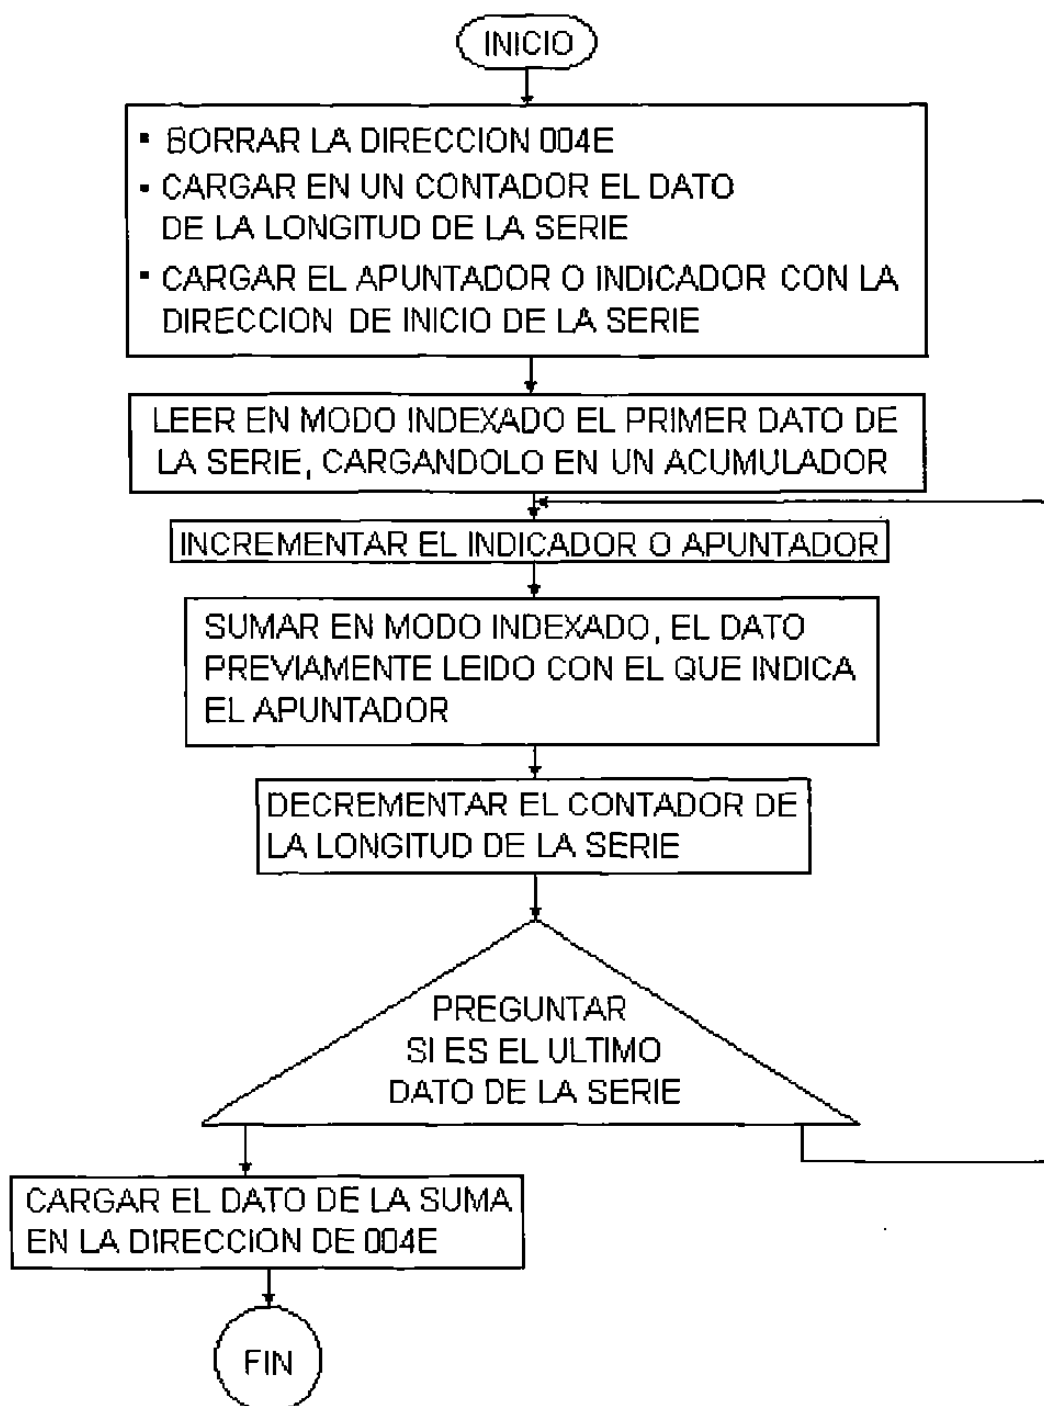 INICIO
▪ BORRAR LA DIRECCION 004E
▪ CARGAR EN UN CONTADOR EL DATO
DE LA LONGITUD DE LA SERIE
▪ CARGAR EL APUNTADOR O INDICADOR CON LA
DIRECCION DE INICIO DE LA SERIE
LEER EN MODO INDEXADO EL PRIMER DATO DE
LA SERIE, CARGANDOLO EN UN ACUMULADOR
INCREMENTAR EL INDICADOR O APUNTADOR
SUMAR EN MODO INDEXADO, EL DATO
PREVIAMENTE LEIDO CON EL QUE INDICA
EL APUNTADOR
DECREMENTAR EL CONTADOR DE
LA LONGITUD DE LA SERIE
PREGUNTAR
SI ES EL ULTIMO
DATO DE LA SERIE
CARGAR EL DATO DE LA SUMA
EN LA DIRECCION DE 004E
FIN